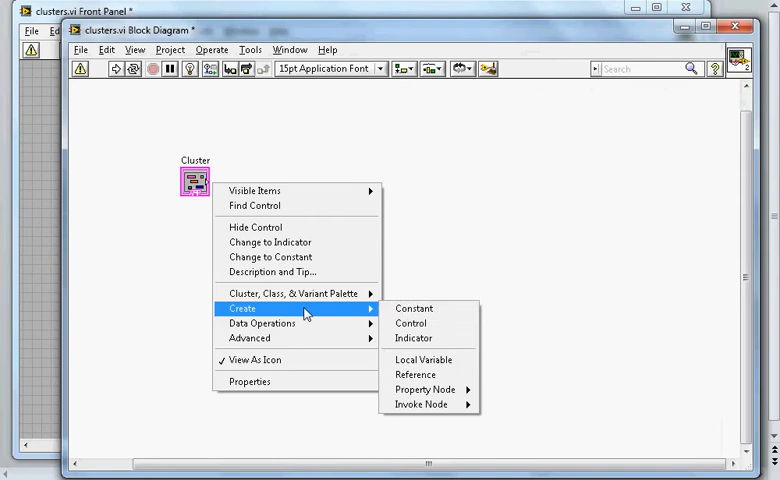 clusters.vi Front Panel *
File
clusters.vi Block Diagram *
File Edit View Project Operate Tools Window Help
15pt Application Font
Search
?
2
Cluster
Visible Items
Find Control
Hide Control
Change to Indicator
Change to Constant
Description and Tip...
Cluster, Class, & Variant Palette
Create
Data Operations
Advanced
✓ View As Icon
Properties
Constant
Control
Indicator
Local Variable
Reference
Property Node
Invoke Node